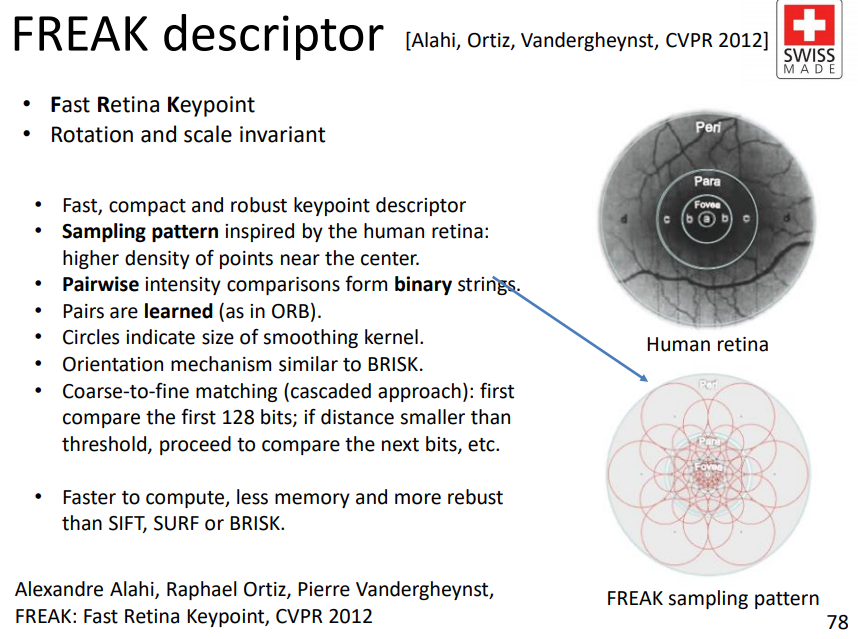 FREAK descriptor [Alahi, Ortiz, Vandergheynst, CVPR 2012]
SWISS
MADE
• Fast Retina Keypoint
• Rotation and scale invariant
• Fast, compact and robust keypoint descriptor
• Sampling pattern inspired by the human retina:
higher density of points near the center.
• Pairwise intensity comparisons form binary strings.
• Pairs are learned (as in ORB).
• Circles indicate size of smoothing kernel.
• Orientation mechanism similar to BRISK.
• Coarse-to-fine matching (cascaded approach): first
compare the first 128 bits; if distance smaller than
threshold, proceed to compare the next bits, etc.
• Faster to compute, less memory and more rebust
than SIFT, SURF or BRISK.
Peri
Para
Fovea
d c b a b c d
Human retina
Peri
Para
Fovea
FREAK sampling pattern
Alexandre Alahi, Raphael Ortiz, Pierre Vandergheynst,
FREAK: Fast Retina Keypoint, CVPR 2012
78